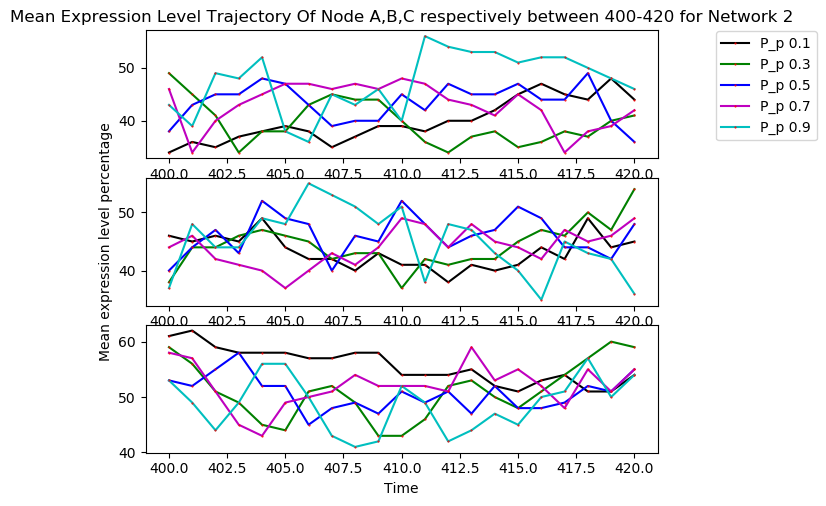 Mean Expression Level Trajectory Of Node A,B,C respectively between 400-420 for Network 2
P_p 0.1
P_p 0.3
P_p 0.5
P_p 0.7
P_p 0.9
50
40
400.0 402.5 405.0 407.5 410.0 412.5 415.0 417.5 420.0
Mean expression level percentage
50
40
400.0 402.5 405.0 407.5 410.0 412.5 415.0 417.5 420.0
60
50
40
400.0 402.5 405.0 407.5 410.0 412.5 415.0 417.5 420.0
Time